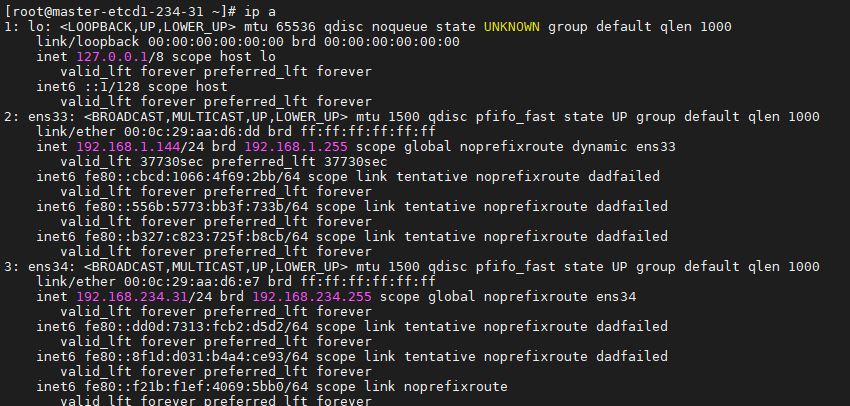 [root@master-etcd1-234-31 ~]# ip a
1: lo: <LOOPBACK,UP,LOWER_UP> mtu 65536 qdisc noqueue state UNKNOWN group default qlen 1000
    link/loopback 00:00:00:00:00:00 brd 00:00:00:00:00:00
    inet 127.0.0.1/8 scope host lo
       valid_lft forever preferred_lft forever
    inet6 ::1/128 scope host
       valid_lft forever preferred_lft forever
2: ens33: <BROADCAST,MULTICAST,UP,LOWER_UP> mtu 1500 qdisc pfifo_fast state UP group default qlen 1000
    link/ether 00:0c:29:aa:d6:dd brd ff:ff:ff:ff:ff:ff
    inet 192.168.1.144/24 brd 192.168.1.255 scope global noprefixroute dynamic ens33
       valid_lft 37730sec preferred_lft 37730sec
    inet6 fe80::cbcd:1066:4f69:2bb/64 scope link tentative noprefixroute dadfailed
       valid_lft forever preferred_lft forever
    inet6 fe80::556b:5773:bb3f:733b/64 scope link tentative noprefixroute dadfailed
       valid_lft forever preferred_lft forever
    inet6 fe80::b327:c823:725f:b8cb/64 scope link tentative noprefixroute dadfailed
       valid_lft forever preferred_lft forever
3: ens34: <BROADCAST,MULTICAST,UP,LOWER_UP> mtu 1500 qdisc pfifo_fast state UP group default qlen 1000
    link/ether 00:0c:29:aa:d6:e7 brd ff:ff:ff:ff:ff:ff
    inet 192.168.234.31/24 brd 192.168.234.255 scope global noprefixroute ens34
       valid_lft forever preferred_lft forever
    inet6 fe80::dd0d:7313:fcb2:d5d2/64 scope link tentative noprefixroute dadfailed
       valid_lft forever preferred_lft forever
    inet6 fe80::8f1d:d031:b4a4:ce93/64 scope link tentative noprefixroute dadfailed
       valid_lft forever preferred_lft forever
    inet6 fe80::f21b:f1ef:4069:5bb0/64 scope link noprefixroute
       valid_lft forever preferred_lft forever